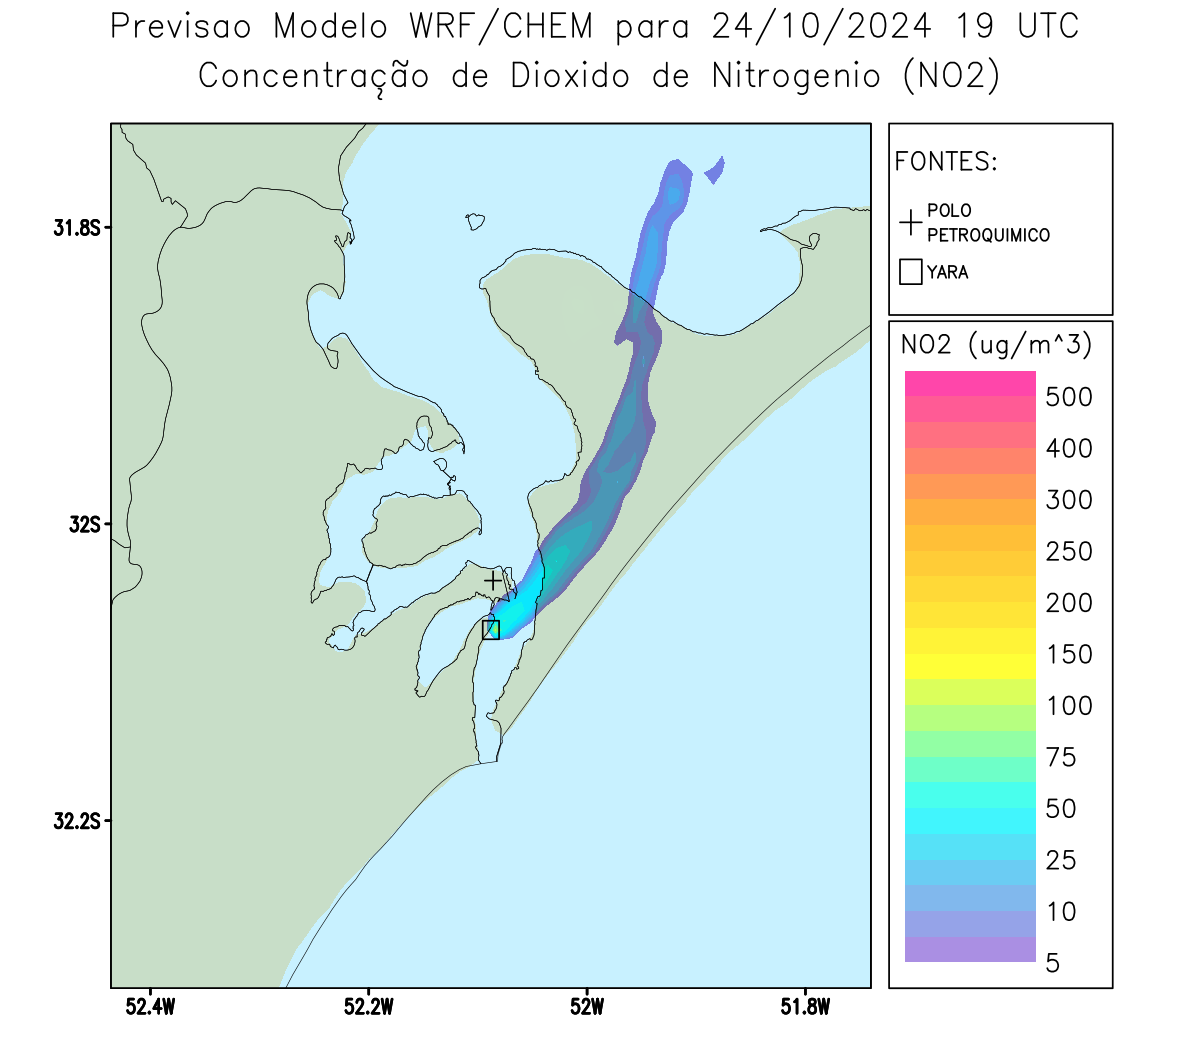 Previsao Modelo WRF/CHEM para 24/10/2024 19 UTC
Concentração de Dioxido de Nitrogenio (NO2)
FONTES:
POLO
PETROQUIMICO
YARA
NO2 (ug/m^3)
500
400
300
250
200
150
100
75
50
25
10
5
31.8S
32S
32.2S
52.4W
52.2W
52W
51.8W